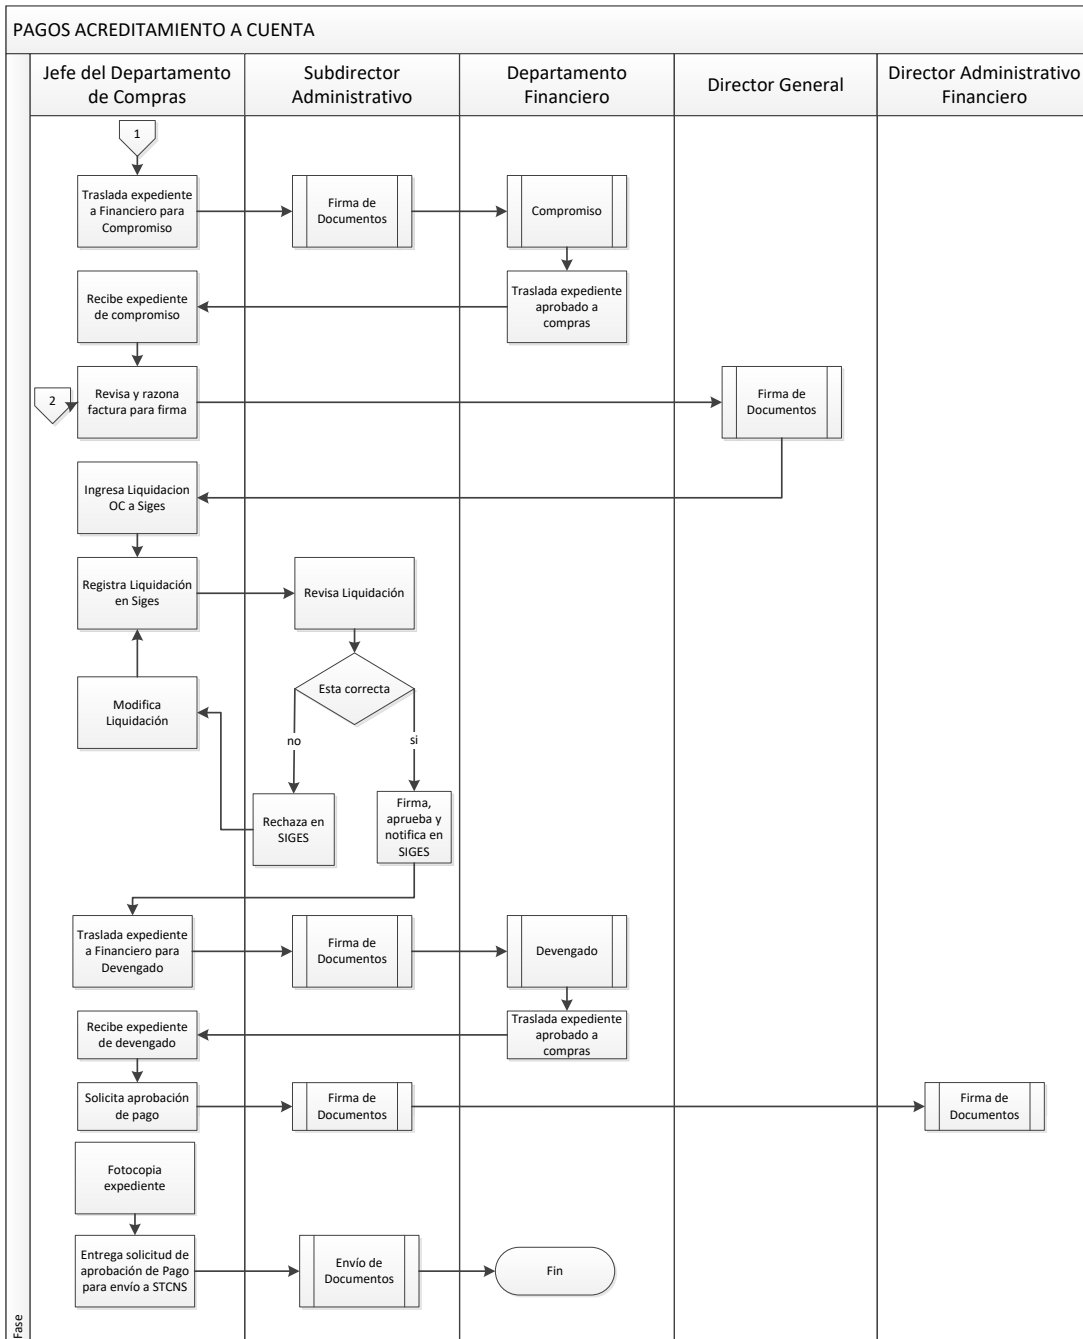 PAGOS ACREDITAMIENTO A CUENTA
Jefe del Departamento
de Compras
Subdirector
Administrativo
Departamento
Financiero
Director General
Director Administrativo
Financiero
1
Traslada expediente
a Financiero para
Compromiso
Firma de
Documentos
Compromiso
Recibe expediente
de compromiso
Traslada expediente
aprobado a
compras
2
Revisa y razona
factura para firma
Firma de
Documentos
Ingresa Liquidacion
OC a Siges
Registra Liquidación
en Siges
Revisa Liquidación
Esta correcta
Modifica
Liquidación
no
si
Rechaza en
SIGES
Firma,
aprueba y
notifica en
SIGES
Traslada expediente
a Financiero para
Devengado
Firma de
Documentos
Devengado
Recibe expediente
de devengado
Traslada expediente
aprobado a
compras
Solicita aprobación
de pago
Firma de
Documentos
Firma de
Documentos
Fotocopia
expediente
Entrega solicitud de
aprobación de Pago
para envío a STCNS
Envío de
Documentos
Fin
Fase